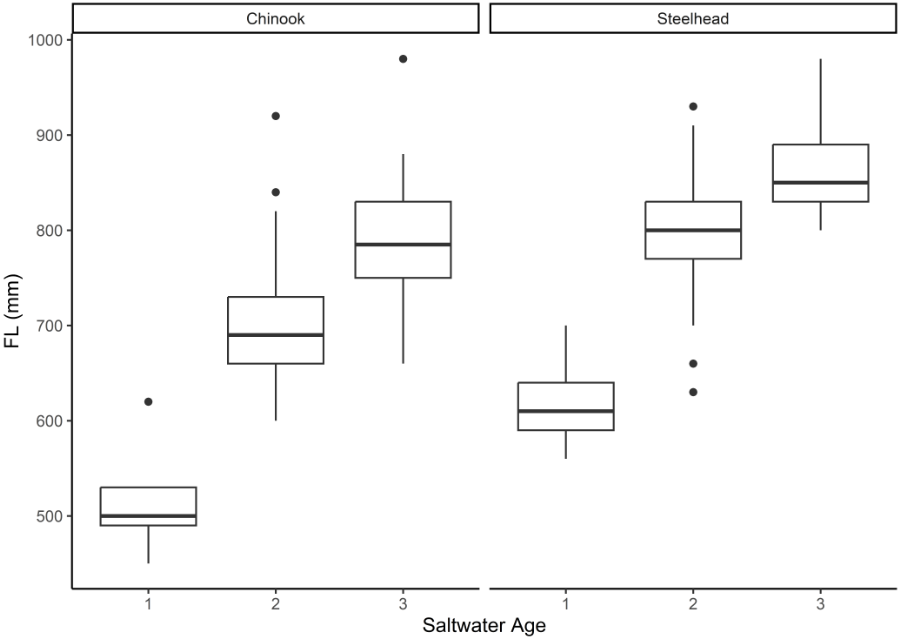 Chinook
Steelhead
1000
900
800
700
600
500
FL (mm)
1 2 3 1 2 3
Saltwater Age